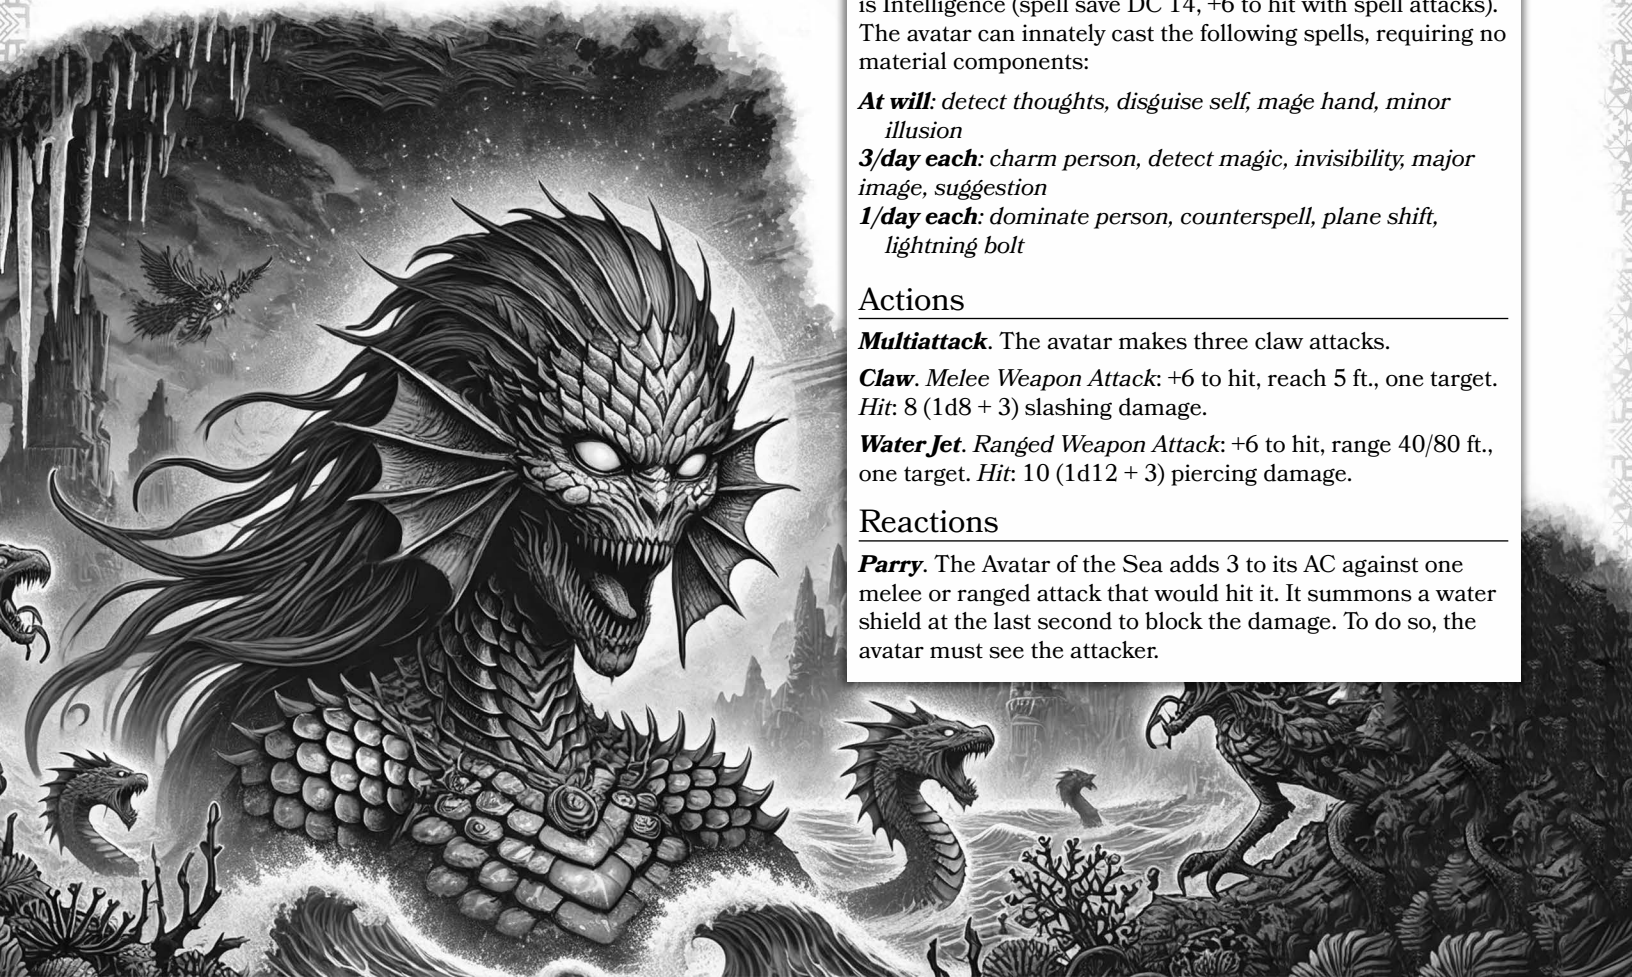 is Intelligence (spell save DC 14, +6 to hit with spell attacks).
The avatar can innately cast the following spells, requiring no
material components:
At will: detect thoughts, disguise self, mage hand, minor
illusion
3/day each: charm person, detect magic, invisibility, major
image, suggestion
1/day each: dominate person, counterspell, plane shift,
lightning bolt
Actions
Multiattack. The avatar makes three claw attacks.
Claw. Melee Weapon Attack: +6 to hit, reach 5 ft., one target.
Hit: 8 (1d8 + 3) slashing damage.
Water Jet. Ranged Weapon Attack: +6 to hit, range 40/80 ft.,
one target. Hit: 10 (1d12 + 3) piercing damage.
Reactions
Parry. The Avatar of the Sea adds 3 to its AC against one
melee or ranged attack that would hit it. It summons a water
shield at the last second to block the damage. To do so, the
avatar must see the attacker.